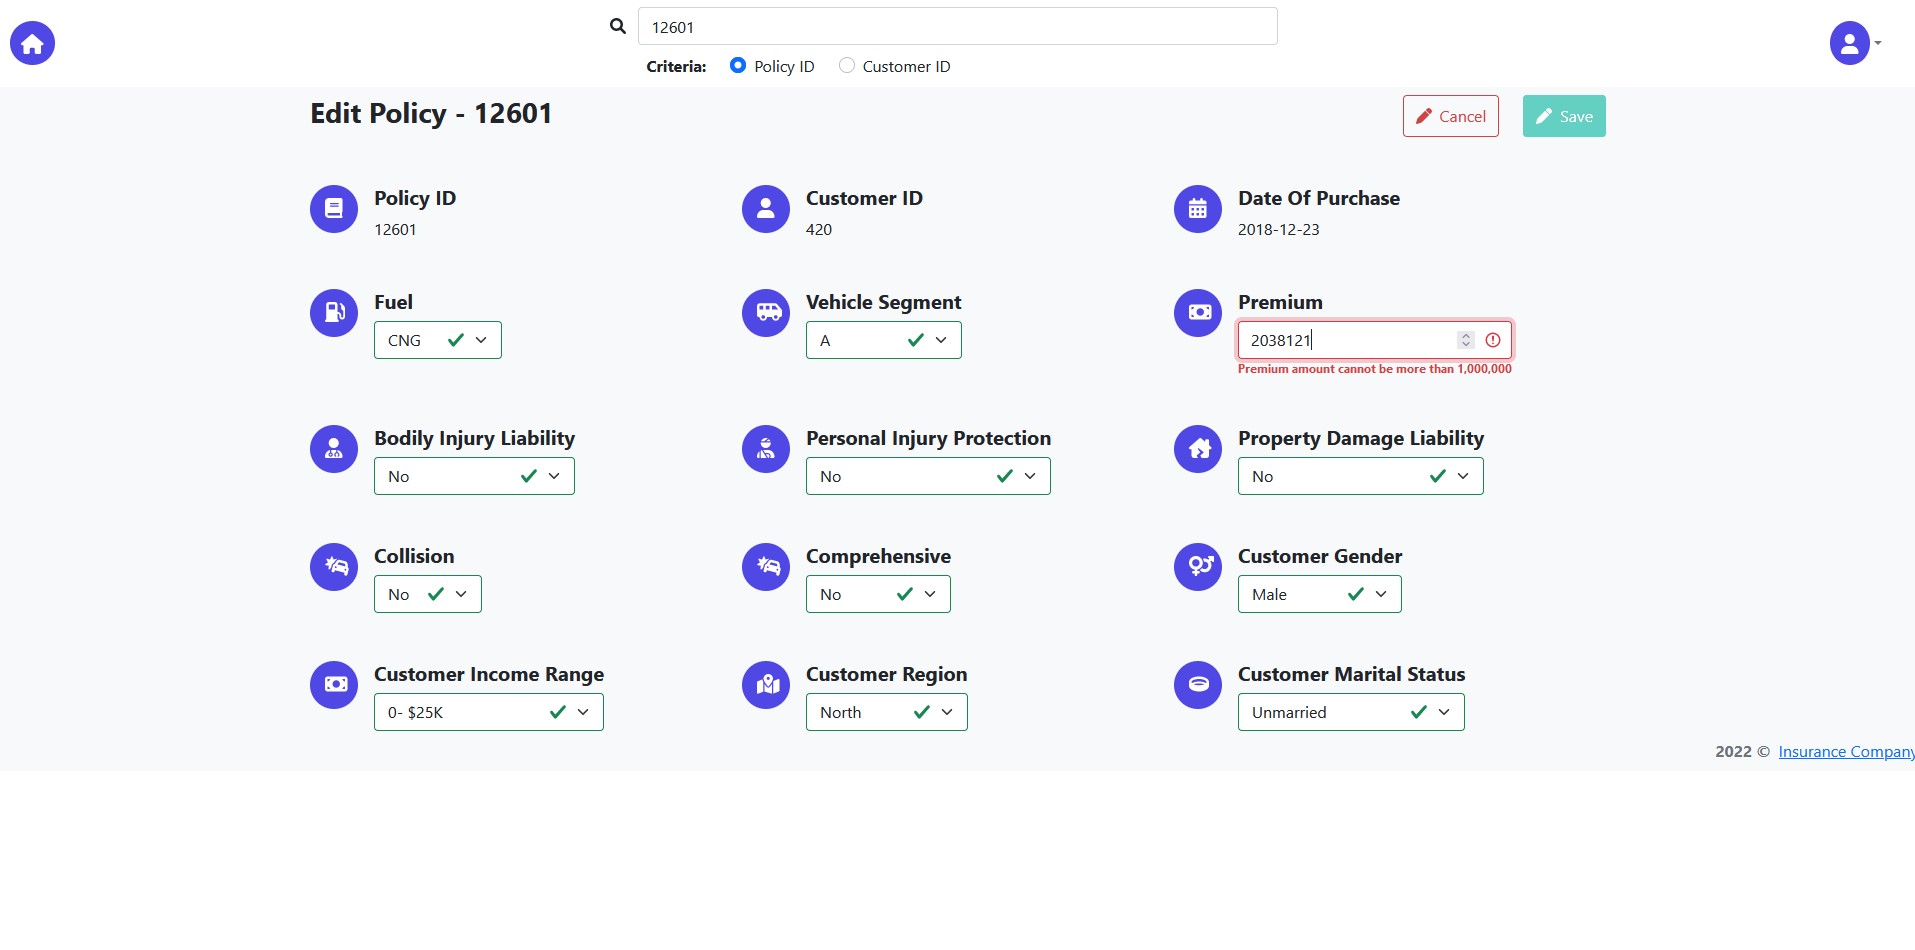 12601
Criteria: Policy ID Customer ID
Edit Policy - 12601
Cancel Save
Policy ID Customer ID Date Of Purchase
12601 420 2018-12-23
Fuel Vehicle Segment Premium
CNG A 2038121
Premium amount cannot be more than 1,000,000
Bodily Injury Liability Personal Injury Protection Property Damage Liability
No No No
Collision Comprehensive Customer Gender
No No Male
Customer Income Range Customer Region Customer Marital Status
0- $25K North Unmarried
2022 © Insurance Company